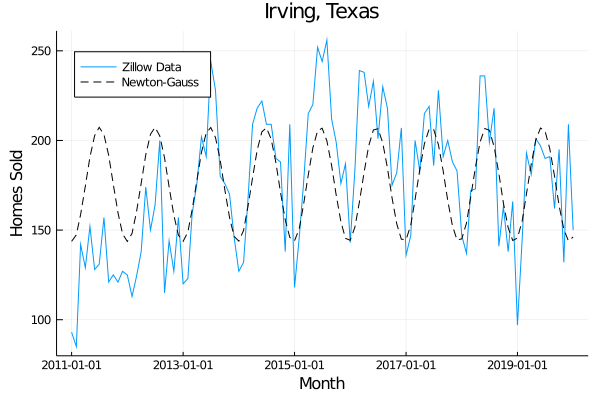 Irving, Texas
Zillow Data
Newton-Gauss
Homes Sold
250
200
150
100
2011-01-01
2013-01-01
2015-01-01
2017-01-01
2019-01-01
Month